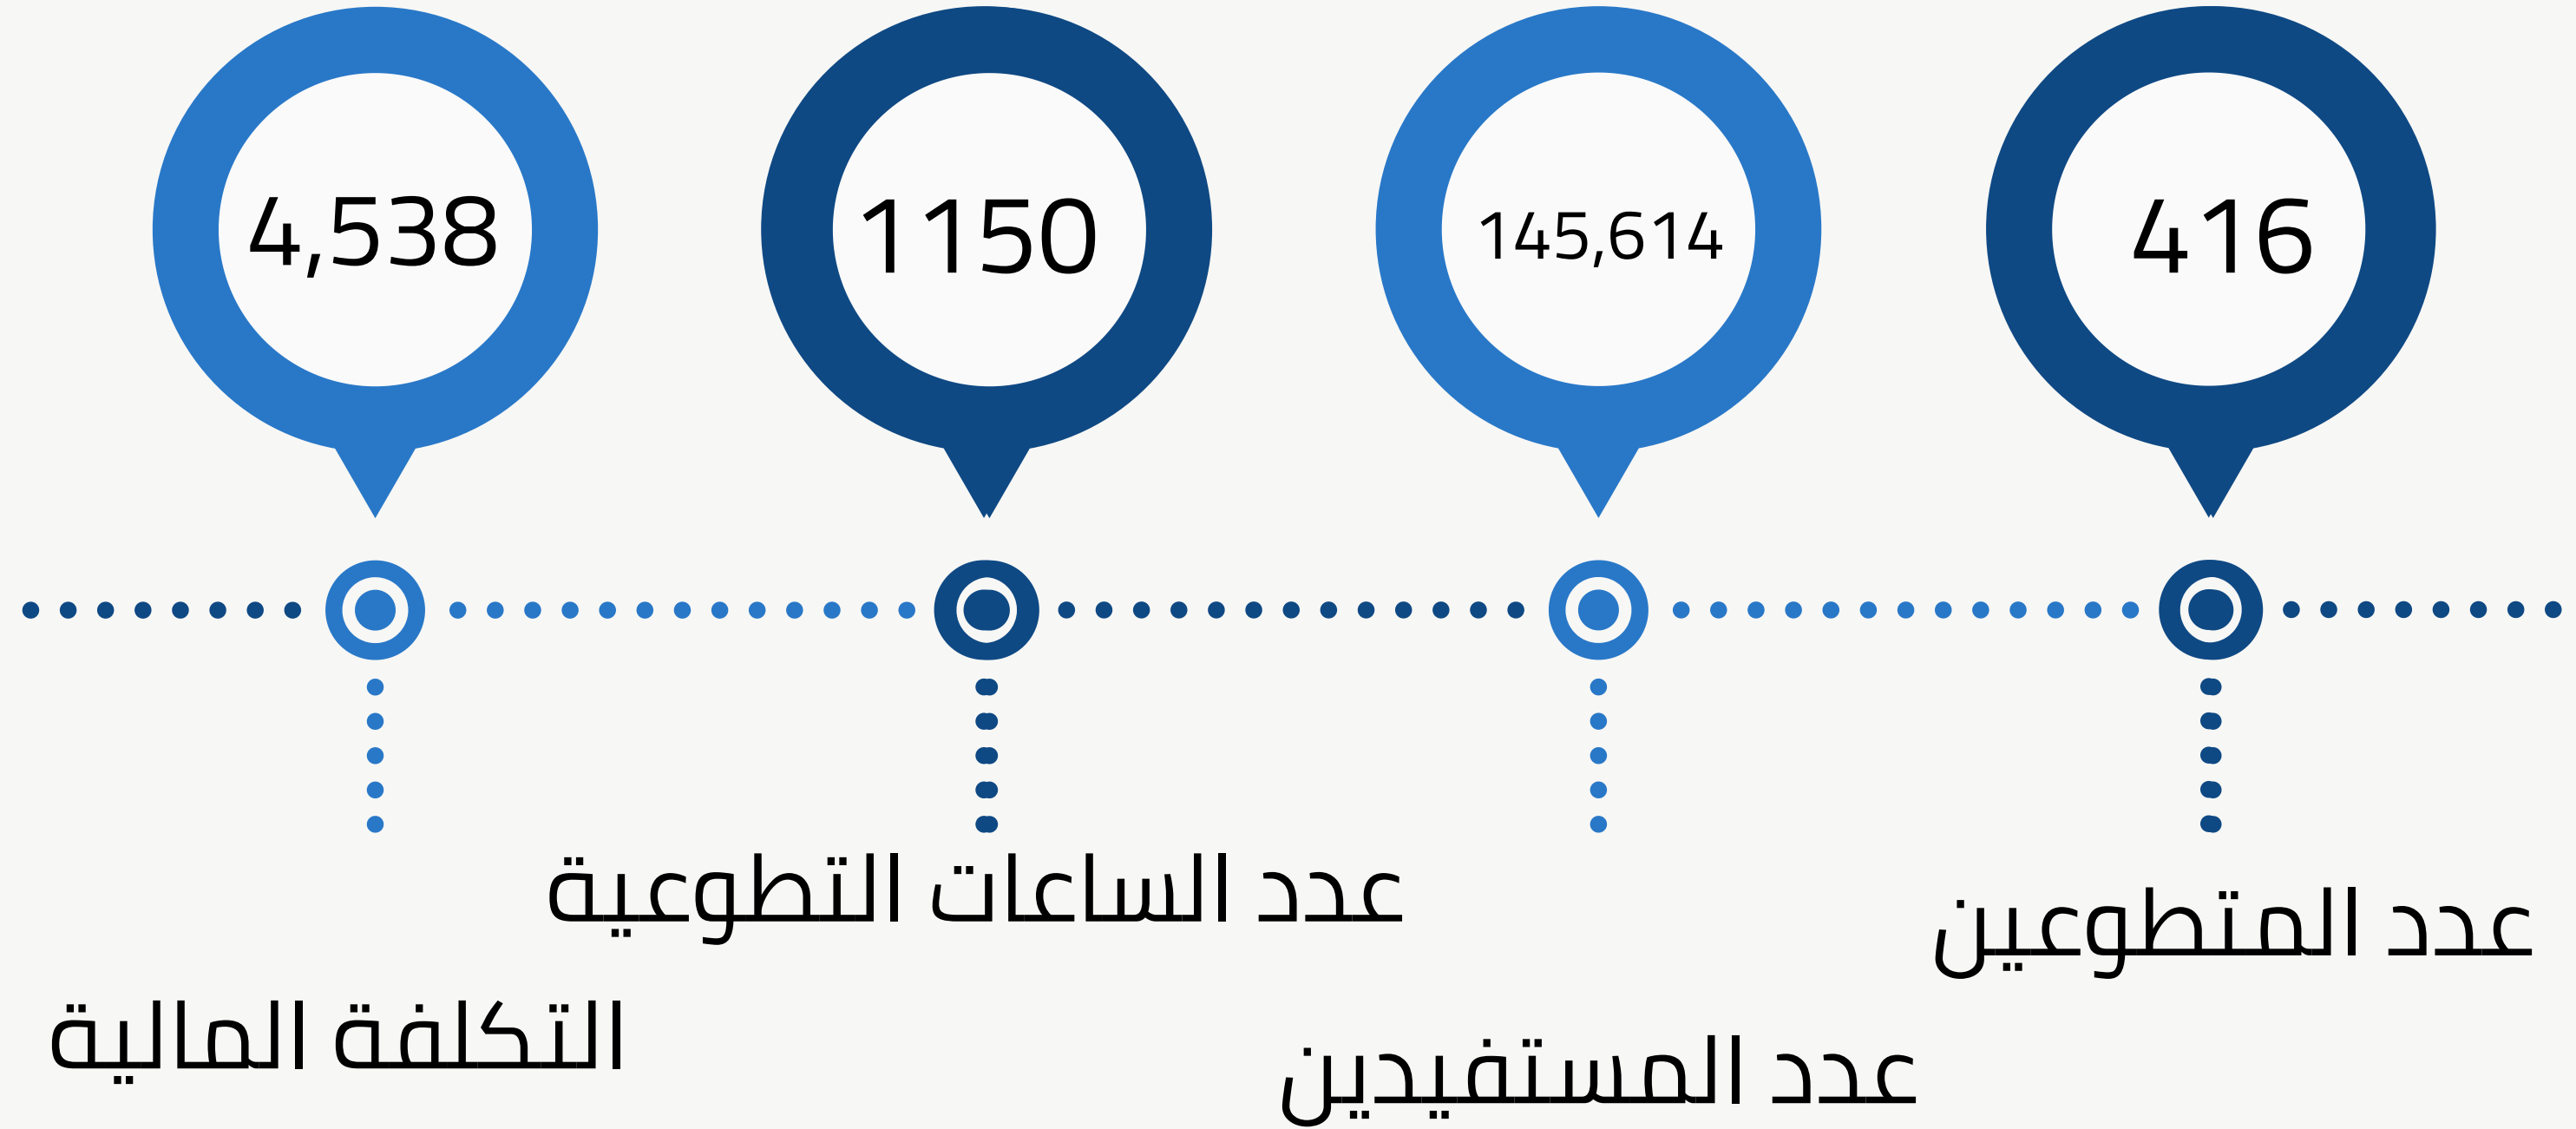 416
145,614
1150
4,538
عدد المتطوعين
عدد المستفيدين
عدد الساعات التطوعية
التكلفة المالية